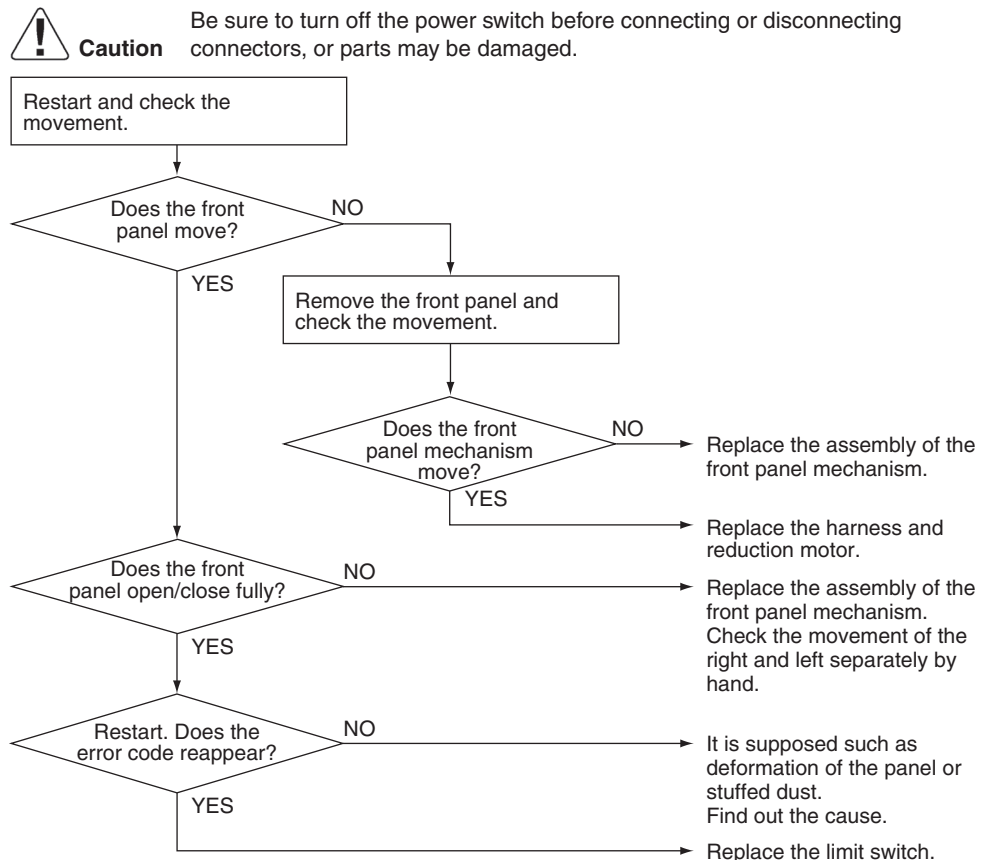 Be sure to turn off the power switch before connecting or disconnecting
Caution connectors, or parts may be damaged.
Restart and check the
movement.
Does the front
panel move?
NO
YES
Remove the front panel and
check the movement.
Does the front
panel mechanism
move?
NO
Replace the assembly of the
front panel mechanism.
YES
Replace the harness and
reduction motor.
Does the front
panel open/close fully?
NO
Replace the assembly of the
front panel mechanism.
Check the movement of the
right and left separately by
hand.
YES
Restart. Does the
error code reappear?
NO
It is supposed such as
deformation of the panel or
stuffed dust.
Find out the cause.
YES
Replace the limit switch.